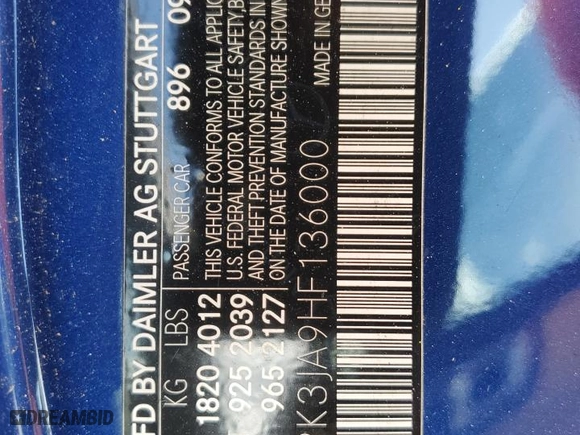 FD BY DAIMLER AG STUTTGART
896 09
KG LBS PASSENGER CAR
1820 4012 THIS VEHICLE CONFORMS TO ALL APPLIC
925 2039 U.S. FEDERAL MOTOR VEHICLE SAFETY B
965 2127 AND THEFT PREVENTION STANDARDS
ON THE DATE OF MANUFACTURE SHOWN
MADE IN GE
K3JA9HF136000
DREAMBID